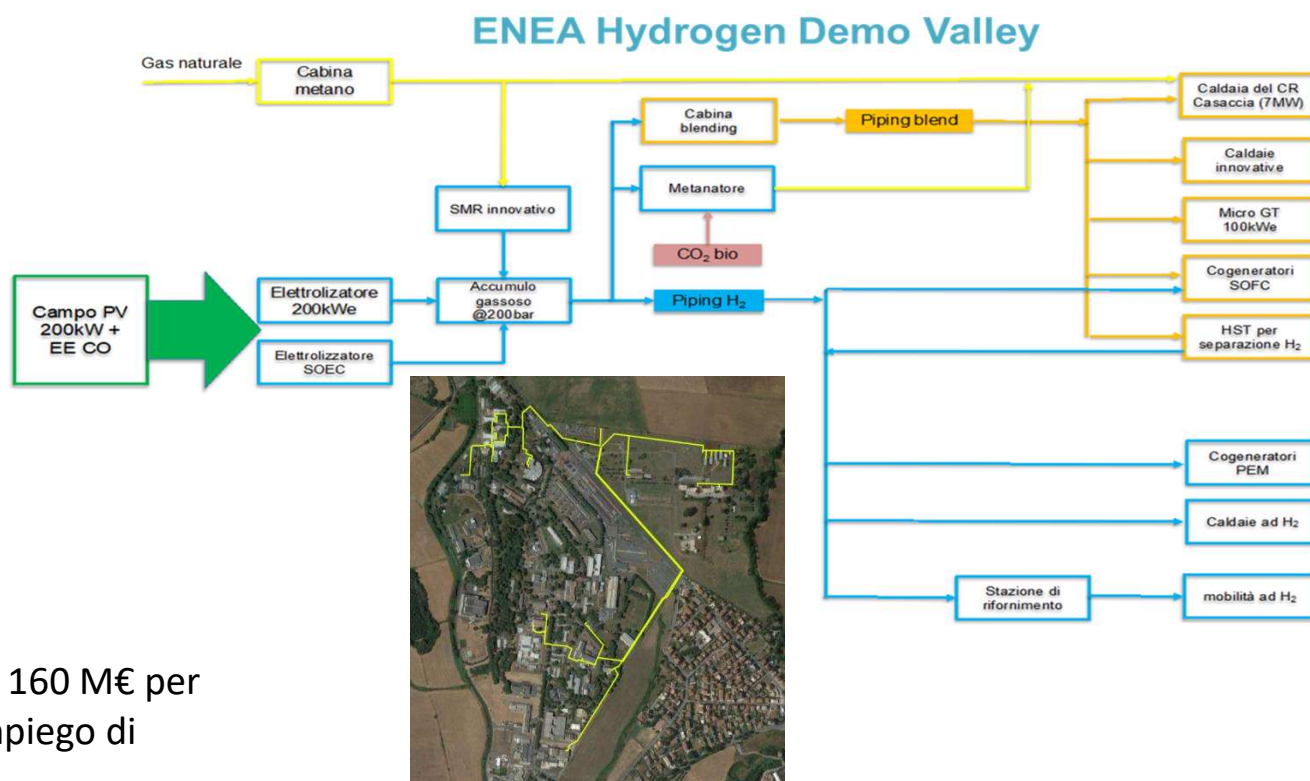 ENEA Hydrogen Demo Valley
Gas naturale
Cabina
metano
Caldaia del CR
Casaccia (7MW)
Cabina
blending
Piping blend
Caldaie
innovative
Metanatore
SMR innovativo
Micro GT
100kWe
CO₂ bio
Cogeneratori
SOFC
Campo PV
200kW +
EE CO
Elettrolizatore
200kWe
Accumulo
gassoso
@200bar
Piping H₂
HST per
separazione H₂
Elettrolizzatore
SOEC
Cogeneratori
PEM
Caldaie ad H₂
Stazione di
rifornimento
mobilità ad H₂
160 M€ per
piego di